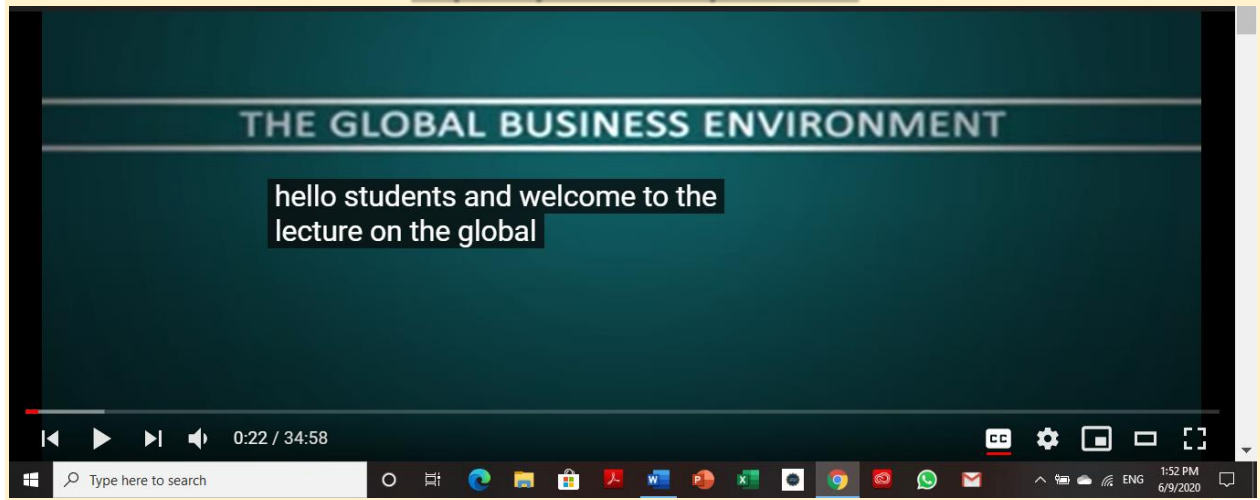 THE GLOBAL BUSINESS ENVIRONMENT
hello students and welcome to the
lecture on the global
0:22 / 34:58
CC
Type here to search
ENG
1:52 PM
6/9/2020